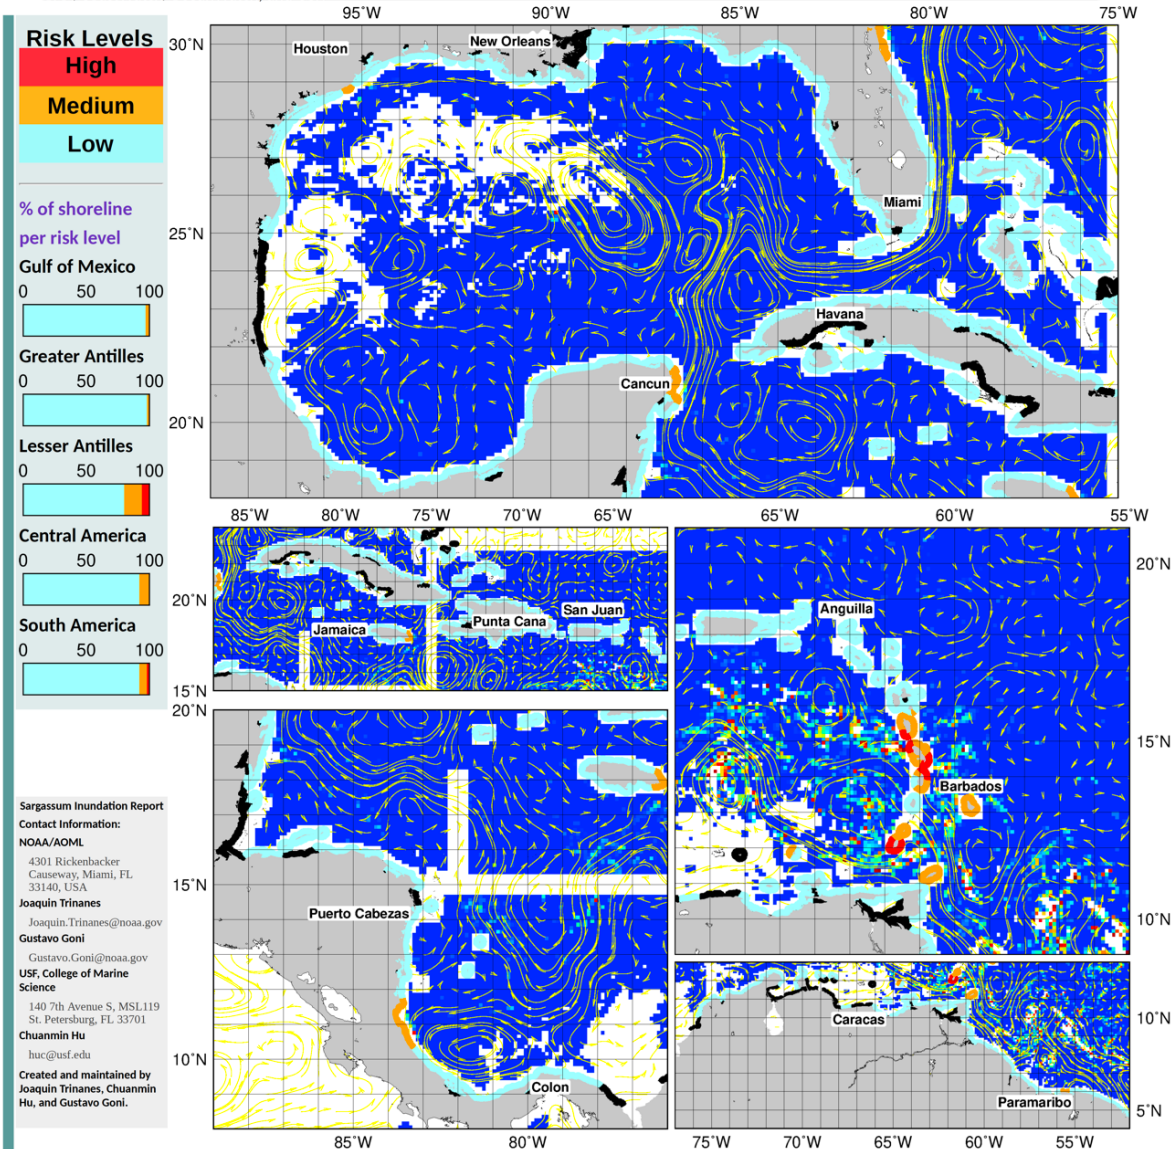 Risk Levels
High
Medium
Low
% of shoreline
per risk level
Gulf of Mexico
0 50 100
Greater Antilles
0 50 100
Lesser Antilles
0 50 100
Central America
0 50 100
South America
0 50 100
Sargassum Inundation Report
Contact Information:
NOAA/AOML
4301 Rickenbacker
Causeway, Miami, FL
33140, USA
Joaquin Trinanes
Joaquin.Trinanes@noaa.gov
Gustavo Goni
Gustavo.Goni@noaa.gov
USF, College of Marine
Science
140 7th Avenue S, MSL119
St. Petersburg, FL 33701
Chuanmin Hu
huc@usf.edu
Created and maintained by
Joaquin Trinanes, Chuanmin
Hu, and Gustavo Goni.
95°W 90°W 85°W 80°W 75°W
30°N
25°N
20°N
Houston
New Orleans
Miami
Havana
Cancun
85°W 80°W 75°W 70°W 65°W
20°N
15°N
Jamaica
Punta Cana
San Juan
20°N
15°N
10°N
Puerto Cabezas
Colon
85°W 80°W
65°W 60°W 55°W
20°N
15°N
10°N
Anguilla
Barbados
10°N
5°N
Caracas
Paramaribo
75°W 70°W 65°W 60°W 55°W